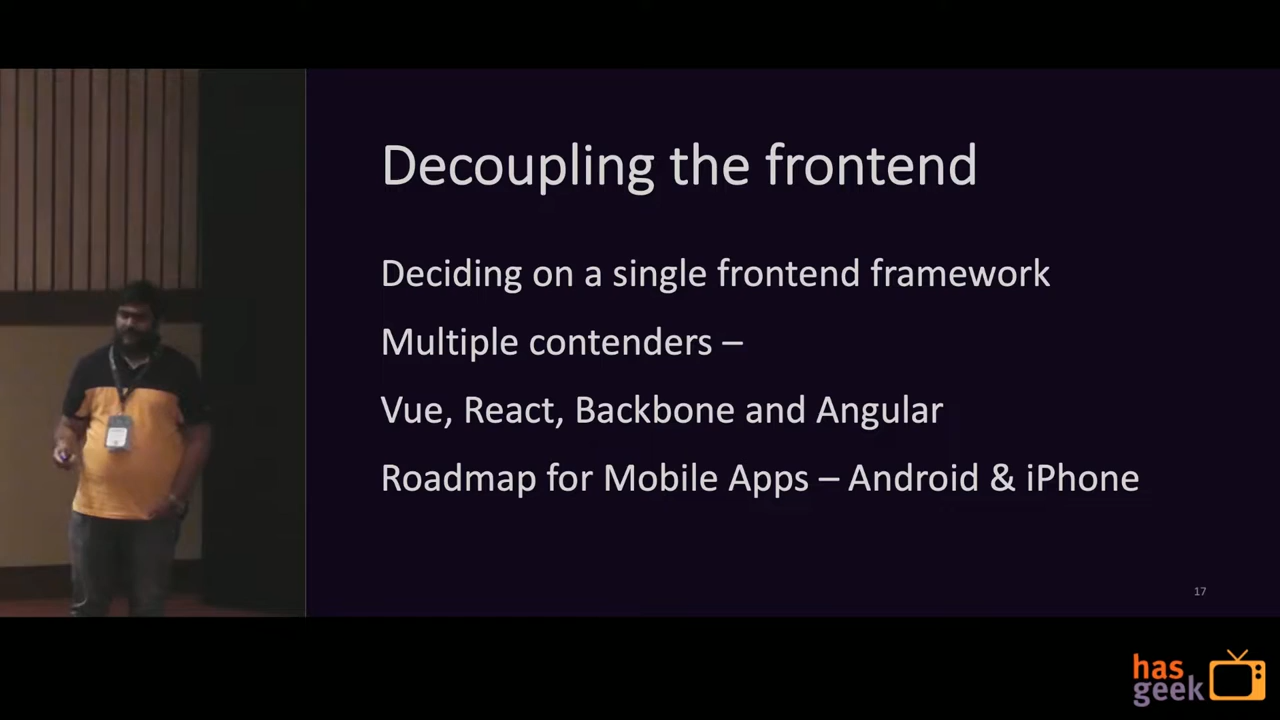 Decoupling the frontend
Deciding on a single frontend framework
Multiple contenders –
Vue, React, Backbone and Angular
Roadmap for Mobile Apps – Android & iPhone
17
has
geek